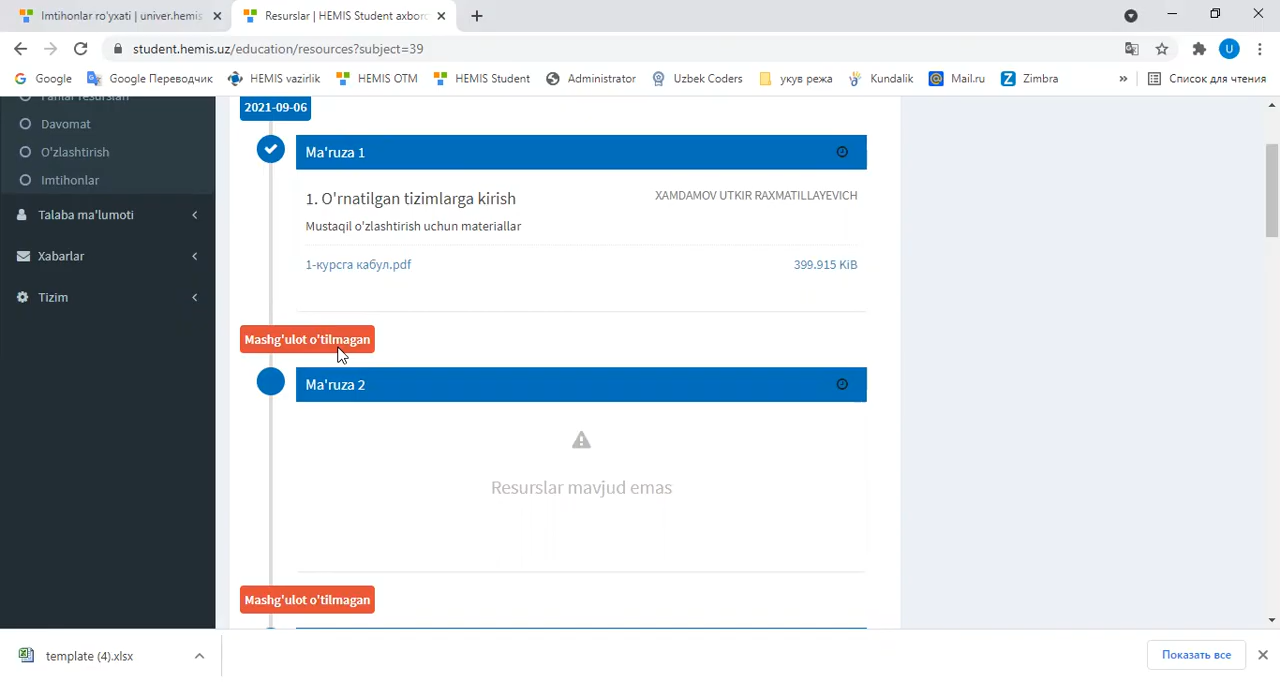 Imtihonlar ro'yxati | univer.hemis
Resurslar | HEMIS Student axboro
student.hemis.uz/education/resources?subject=39
Google
Google Переводчик
HEMIS vazirlik
HEMIS OTM
HEMIS Student
Administrator
Uzbek Coders
укув режа
Kundalik
Mail.ru
Zimbra
»
Список для чтения
U
Fanlar resurslari
Davomat
O'zlashtirish
Imtihonlar
Talaba ma'lumoti
Xabarlar
Tizim
2021-09-06
Ma'ruza 1
1. O'rnatilgan tizimlarga kirish
XAMDAMOV UTKIR RAXMATILLAYEVICH
Mustaqil o'zlashtirish uchun materiallar
1-курсга кабул.pdf
399.915 KiB
Mashg'ulot o'tilmagan
Ma'ruza 2
Resurslar mavjud emas
Mashg'ulot o'tilmagan
template (4).xlsx
Показать все